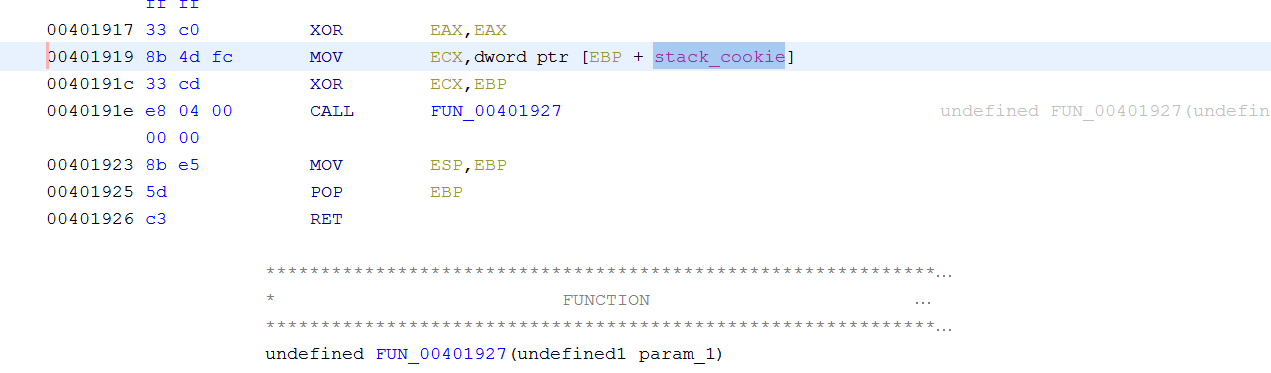 ff ff
00401917 33 c0 XOR EAX,EAX
00401919 8b 4d fc MOV ECX,dword ptr [EBP + stack_cookie]
0040191c 33 cd XOR ECX,EBP
0040191e e8 04 00 CALL FUN_00401927 undefined FUN_00401927(undefin
00 00
00401923 8b e5 MOV ESP,EBP
00401925 5d POP EBP
00401926 c3 RET
*************************************************************...
* FUNCTION ...
*************************************************************...
undefined FUN_00401927(undefined1 param_1)